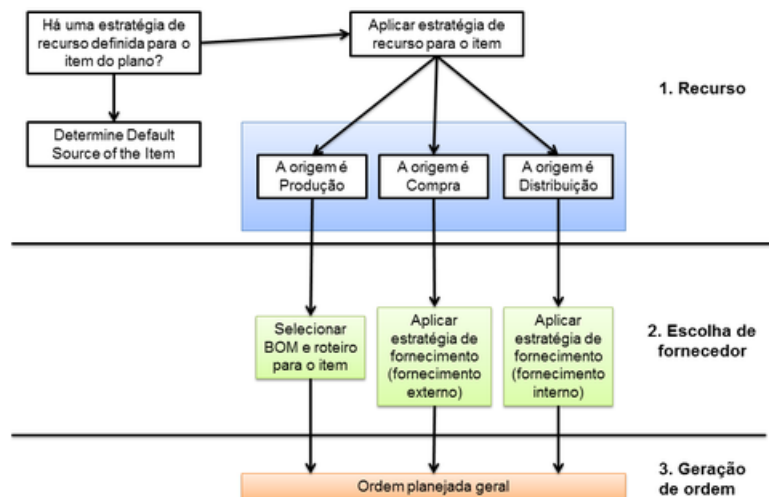 Há uma estratégia de
recurso definida para o
item do plano?
Aplicar estratégia de
recurso para o item
1. Recurso
Determine Default
Source of the Item
A origem é
Produção
A origem é
Compra
A origem é
Distribuição
Selecionar
BOM e roteiro
para o item
Aplicar
estratégia de
fornecimento
(fornecimento
externo)
Aplicar
estratégia de
fornecimento
(fornecimento
interno)
2. Escolha de
fornecedor
Ordem planejada geral
3. Geração
de ordem